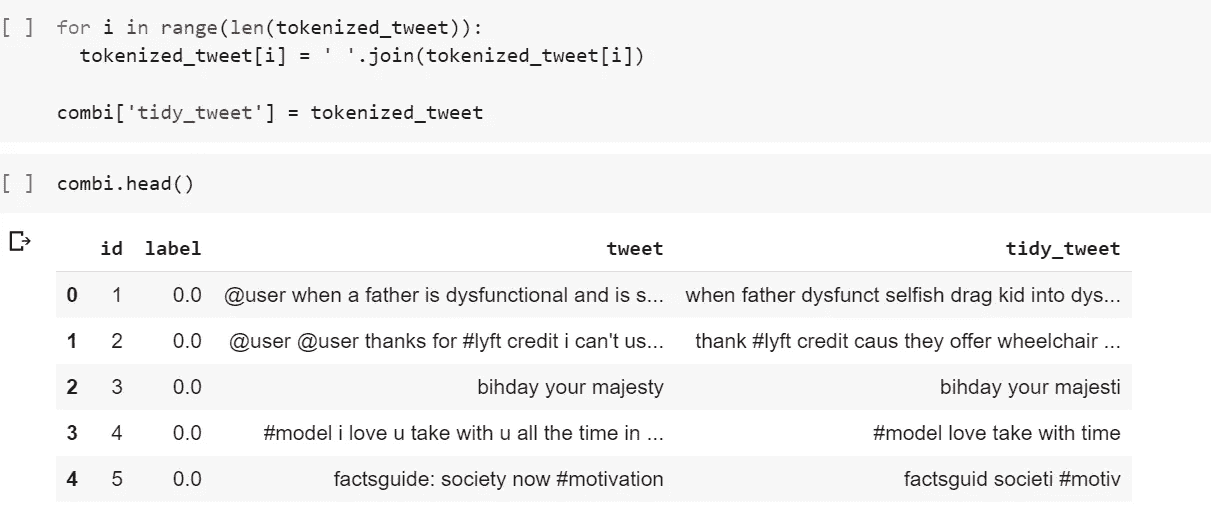 [ ] for i in range(len(tokenized_tweet)):
tokenized_tweet[i] = ' '.join(tokenized_tweet[i])
combi['tidy_tweet'] = tokenized_tweet
[ ] combi.head()
id label tweet tidy_tweet
0 1 0.0 @user when a father is dysfunctional and is s... when father dysfunct selfish drag kid into dys...
1 2 0.0 @user @user thanks for #lyft credit i can't us... thank #lyft credit caus they offer wheelchair ...
2 3 0.0 bihday your majesty bihday your majesti
3 4 0.0 #model i love u take with u all the time in ... #model love take with time
4 5 0.0 factsguide: society now #motivation factsguid societi #motiv